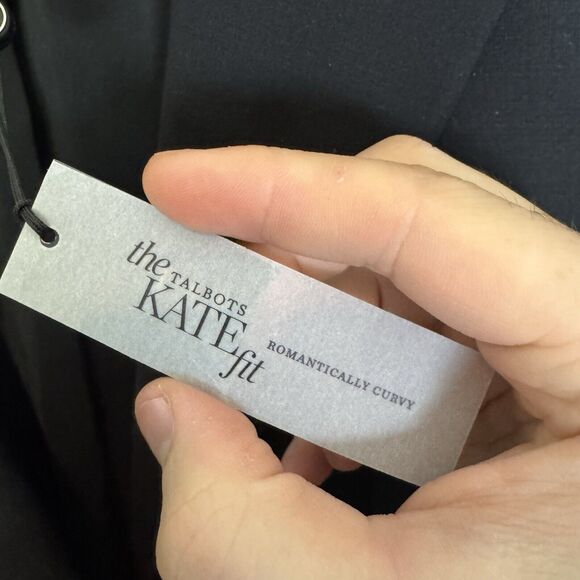 the
TALBOTS
KATE
fit
ROMANTICALLY CURVY